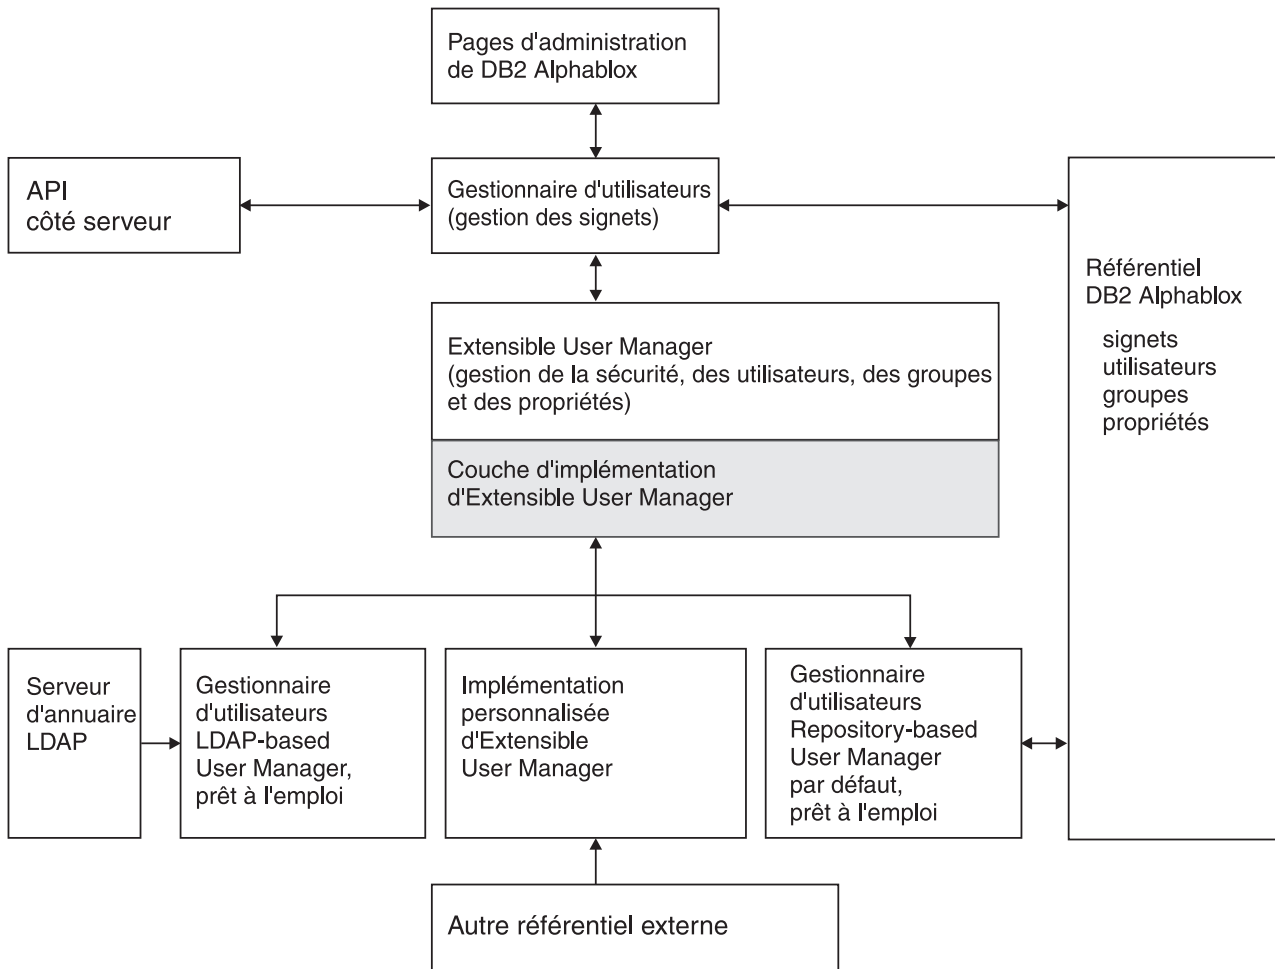 Pages d'administration
de DB2 Alphablox
API
côté serveur
Gestionnaire d'utilisateurs
(gestion des signets)
Référentiel
DB2 Alphablox
signets
utilisateurs
groupes
propriétés
Extensible User Manager
(gestion de la sécurité, des utilisateurs, des groupes
et des propriétés)
Couche d'implémentation
d'Extensible User Manager
Serveur
d'annuaire
LDAP
Gestionnaire
d'utilisateurs
LDAP-based
User Manager,
prêt à l'emploi
Implémentation
personnalisée
d'Extensible
User Manager
Gestionnaire
d'utilisateurs
Repository-based
User Manager
par défaut,
prêt à l'emploi
Autre référentiel externe